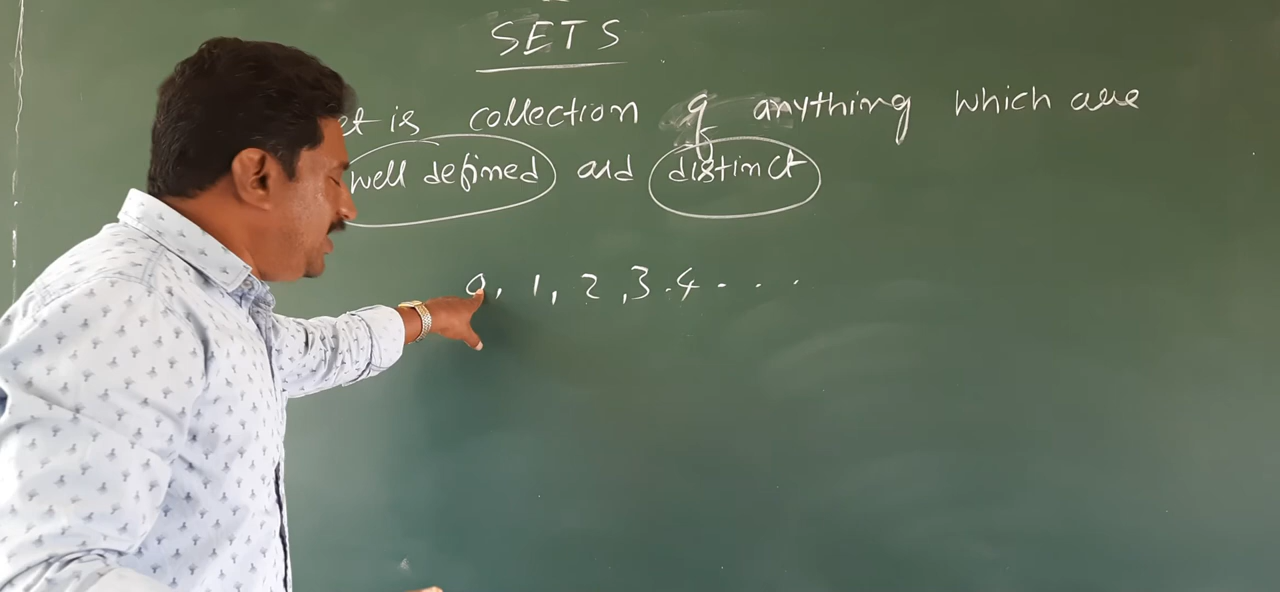 SETS
et is collection of anything which are
well defined and distinct
0, 1, 2, 3.4 . . .